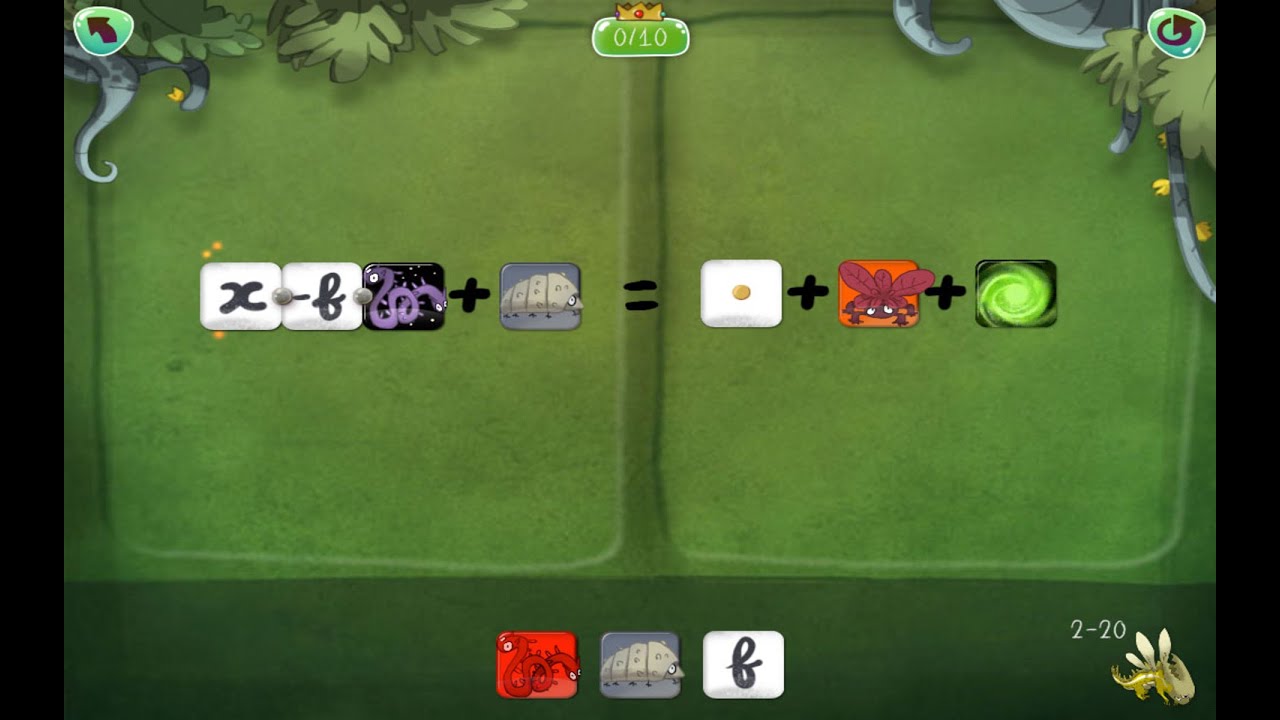 0/10
x -b + = • + +
2-20
b